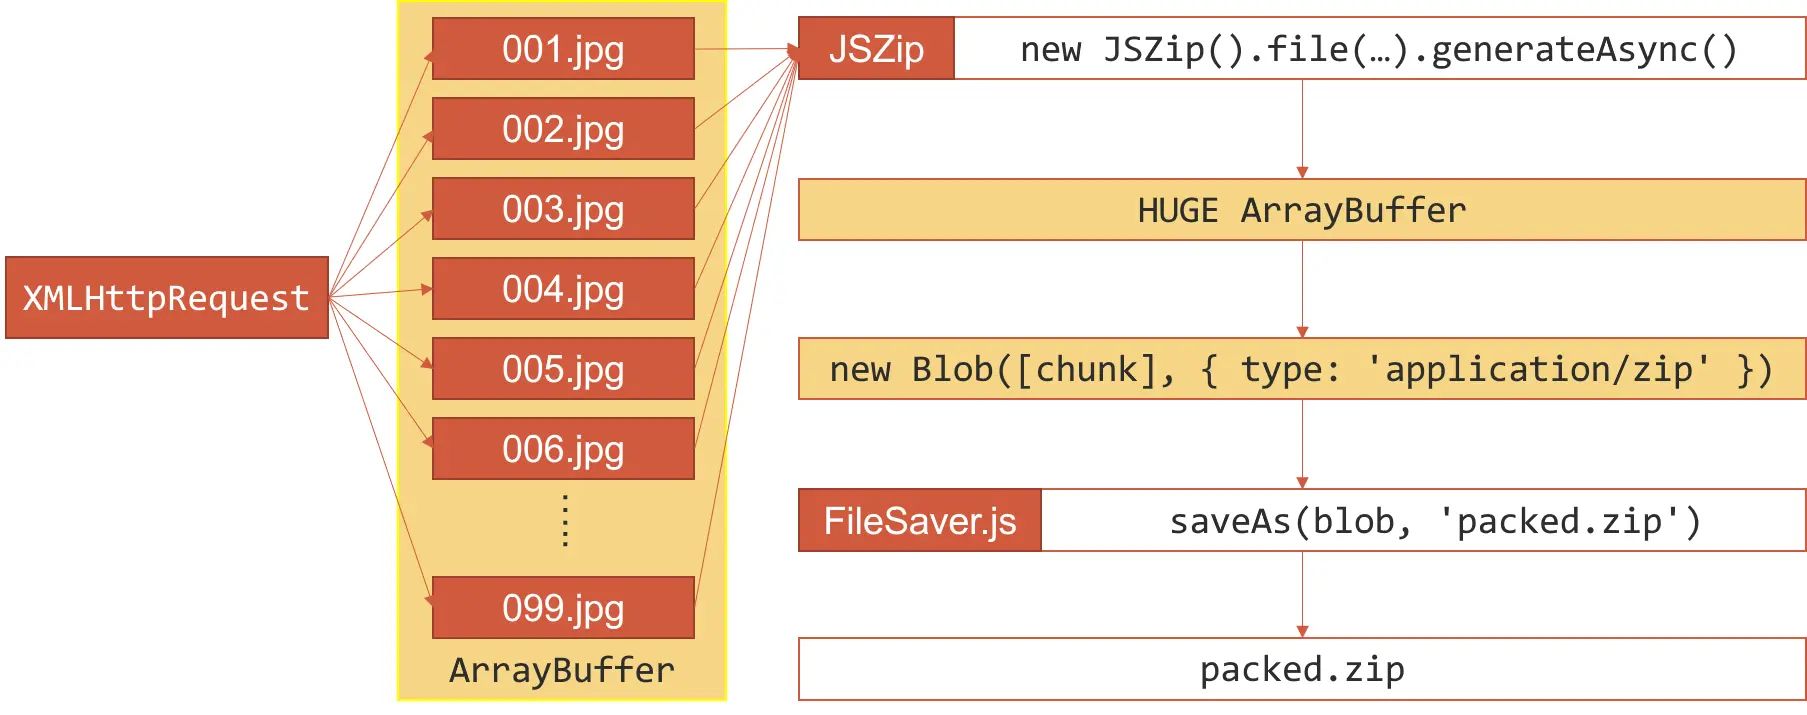 XMLHttpRequest
001.jpg
002.jpg
003.jpg
004.jpg
005.jpg
006.jpg
099.jpg
ArrayBuffer
JSZip
new JSZip().file(…).generateAsync()
HUGE ArrayBuffer
new Blob([chunk], { type: 'application/zip' })
FileSaver.js
saveAs(blob, 'packed.zip')
packed.zip